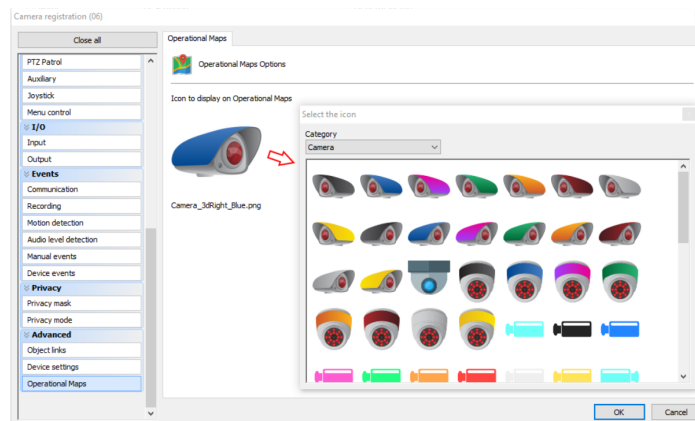 Camera registration (06)
Close all
PTZ Patrol
Auxiliary
Joystick
Menu control
I/O
Input
Output
Events
Communication
Recording
Motion detection
Audio level detection
Manual events
Device events
Privacy
Privacy mask
Privacy mode
Advanced
Object links
Device settings
Operational Maps
Operational Maps
Operational Maps Options
Icon to display on Operational Maps
Camera_3dRight_Blue.png
Select the icon
Category
Camera
OK
Cancel